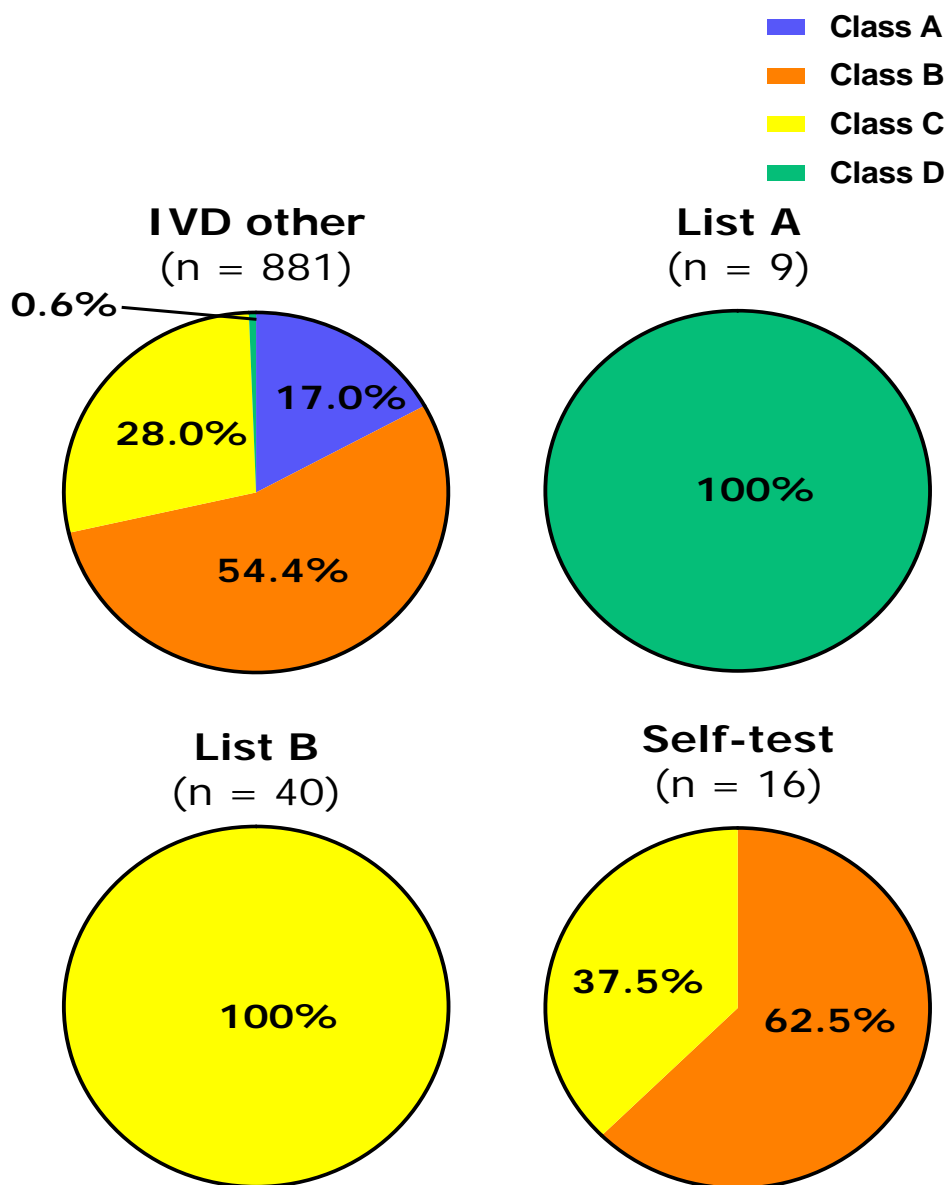 Class A
Class B
Class C
Class D
IVD other
(n = 881)
0.6%
17.0%
28.0%
54.4%
List A
(n = 9)
100%
List B
(n = 40)
100%
Self-test
(n = 16)
37.5%
62.5%